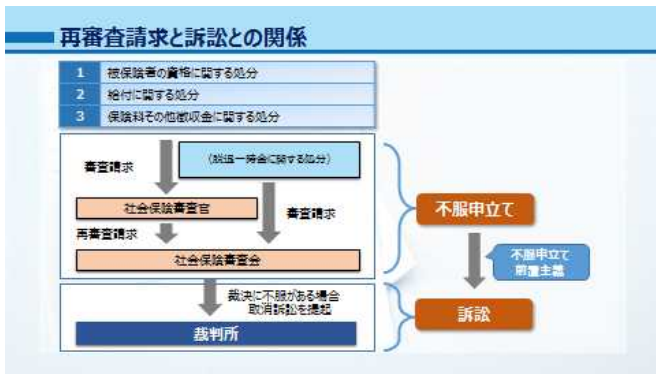 再審査請求と訴訟との関係
1 被保険者の資格に関する処分
2 給付に関する処分
3 保険料その他徴収金に関する処分
審査請求
（脱退一時金に関する処分）
社会保険審査官
審査請求
再審査請求
社会保険審査会
不服申立て
不服申立て
前置主義
裁決に不服がある場合
取消訴訟を提起
裁判所
訴訟